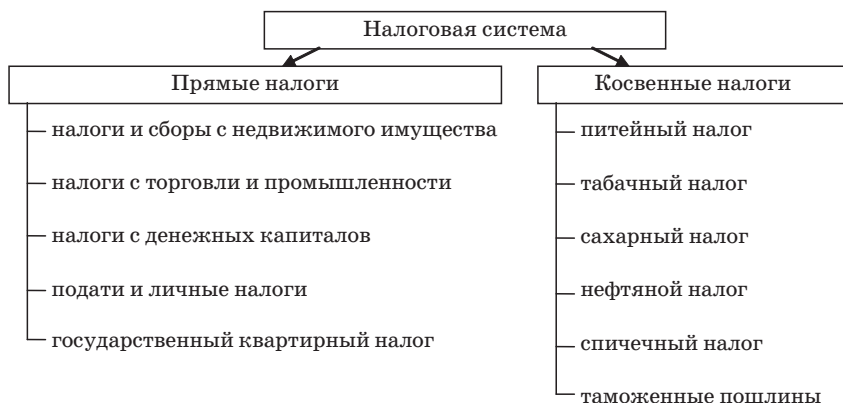 Налоговая система
Прямые налоги
налоги и сборы с недвижимого имущества
налоги с торговли и промышленности
налоги с денежных капиталов
подати и личные налоги
государственный квартирный налог
Косвенные налоги
питейный налог
табачный налог
сахарный налог
нефтяной налог
спичечный налог
таможенные пошлины